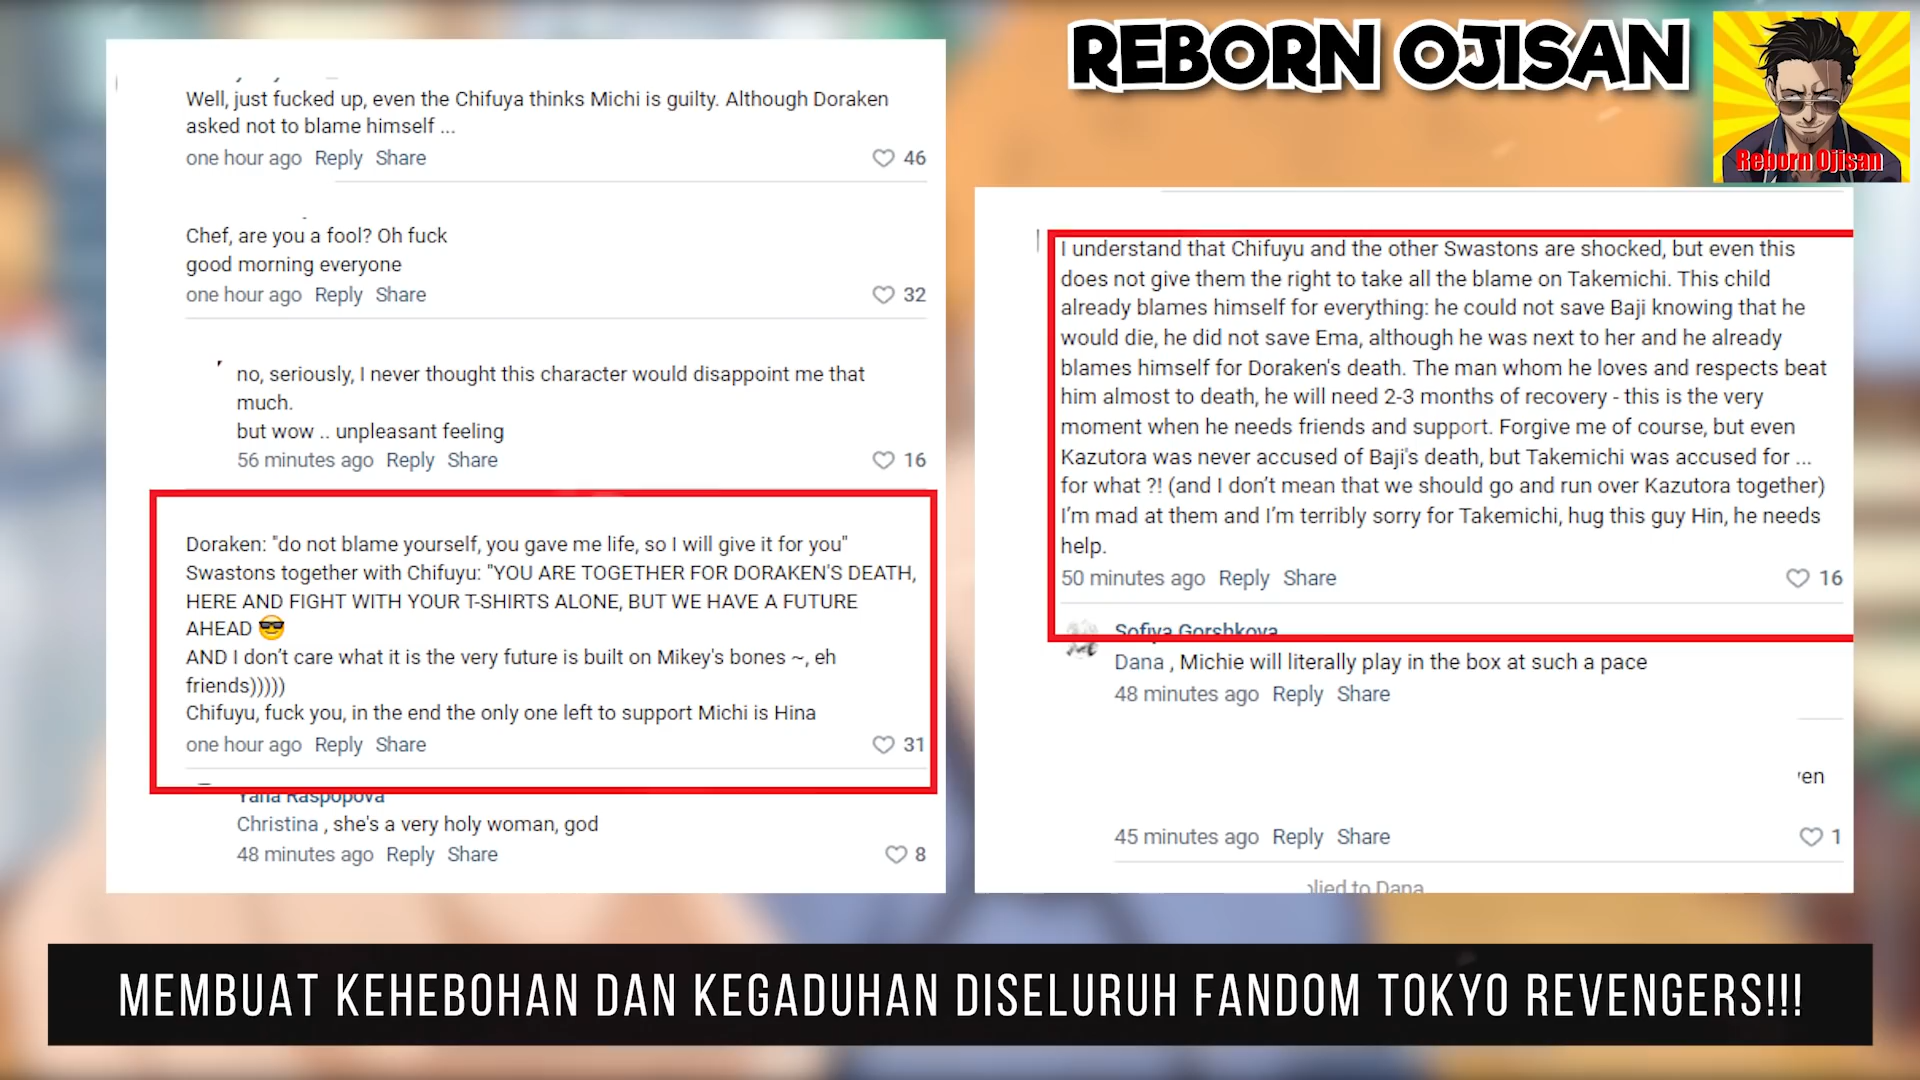 REBORN OJISAN
Reborn Ojisan
Well, just fucked up, even the Chifuya thinks Michi is guilty. Although Doraken
asked not to blame himself ...
one hour ago Reply Share 46
Chef, are you a fool? Oh fuck
good morning everyone
one hour ago Reply Share 32
no, seriously, I never thought this character would disappoint me that
much.
but wow .. unpleasant feeling
56 minutes ago Reply Share 16
Doraken: "do not blame yourself, you gave me life, so I will give it for you"
Swastons together with Chifuyu: "YOU ARE TOGETHER FOR DORAKEN'S DEATH,
HERE AND FIGHT WITH YOUR T-SHIRTS ALONE, BUT WE HAVE A FUTURE
AHEAD 😎
AND I don't care what it is the very future is built on Mikey's bones ~, eh
friends)))))
Chifuyu, fuck you, in the end the only one left to support Michi is Hina
one hour ago Reply Share 31
Yana Raspopova
Christina , she's a very holy woman, god
48 minutes ago Reply Share 8
I understand that Chifuyu and the other Swastons are shocked, but even this
does not give them the right to take all the blame on Takemichi. This child
already blames himself for everything: he could not save Baji knowing that he
would die, he did not save Ema, although he was next to her and he already
blames himself for Doraken's death. The man whom he loves and respects beat
him almost to death, he will need 2-3 months of recovery - this is the very
moment when he needs friends and support. Forgive me of course, but even
Kazutora was never accused of Baji's death, but Takemichi was accused for ...
for what ?! (and I don't mean that we should go and run over Kazutora together)
I'm mad at them and I'm terribly sorry for Takemichi, hug this guy Hin, he needs
help.
50 minutes ago Reply Share 16
Sofiya Gorshkova
Dana , Michie will literally play in the box at such a pace
48 minutes ago Reply Share
en
45 minutes ago Reply Share 1
lied to Dana
MEMBUAT KEHEBOHAN DAN KEGADUHAN DISELURUH FANDOM TOKYO REVENGERS!!!